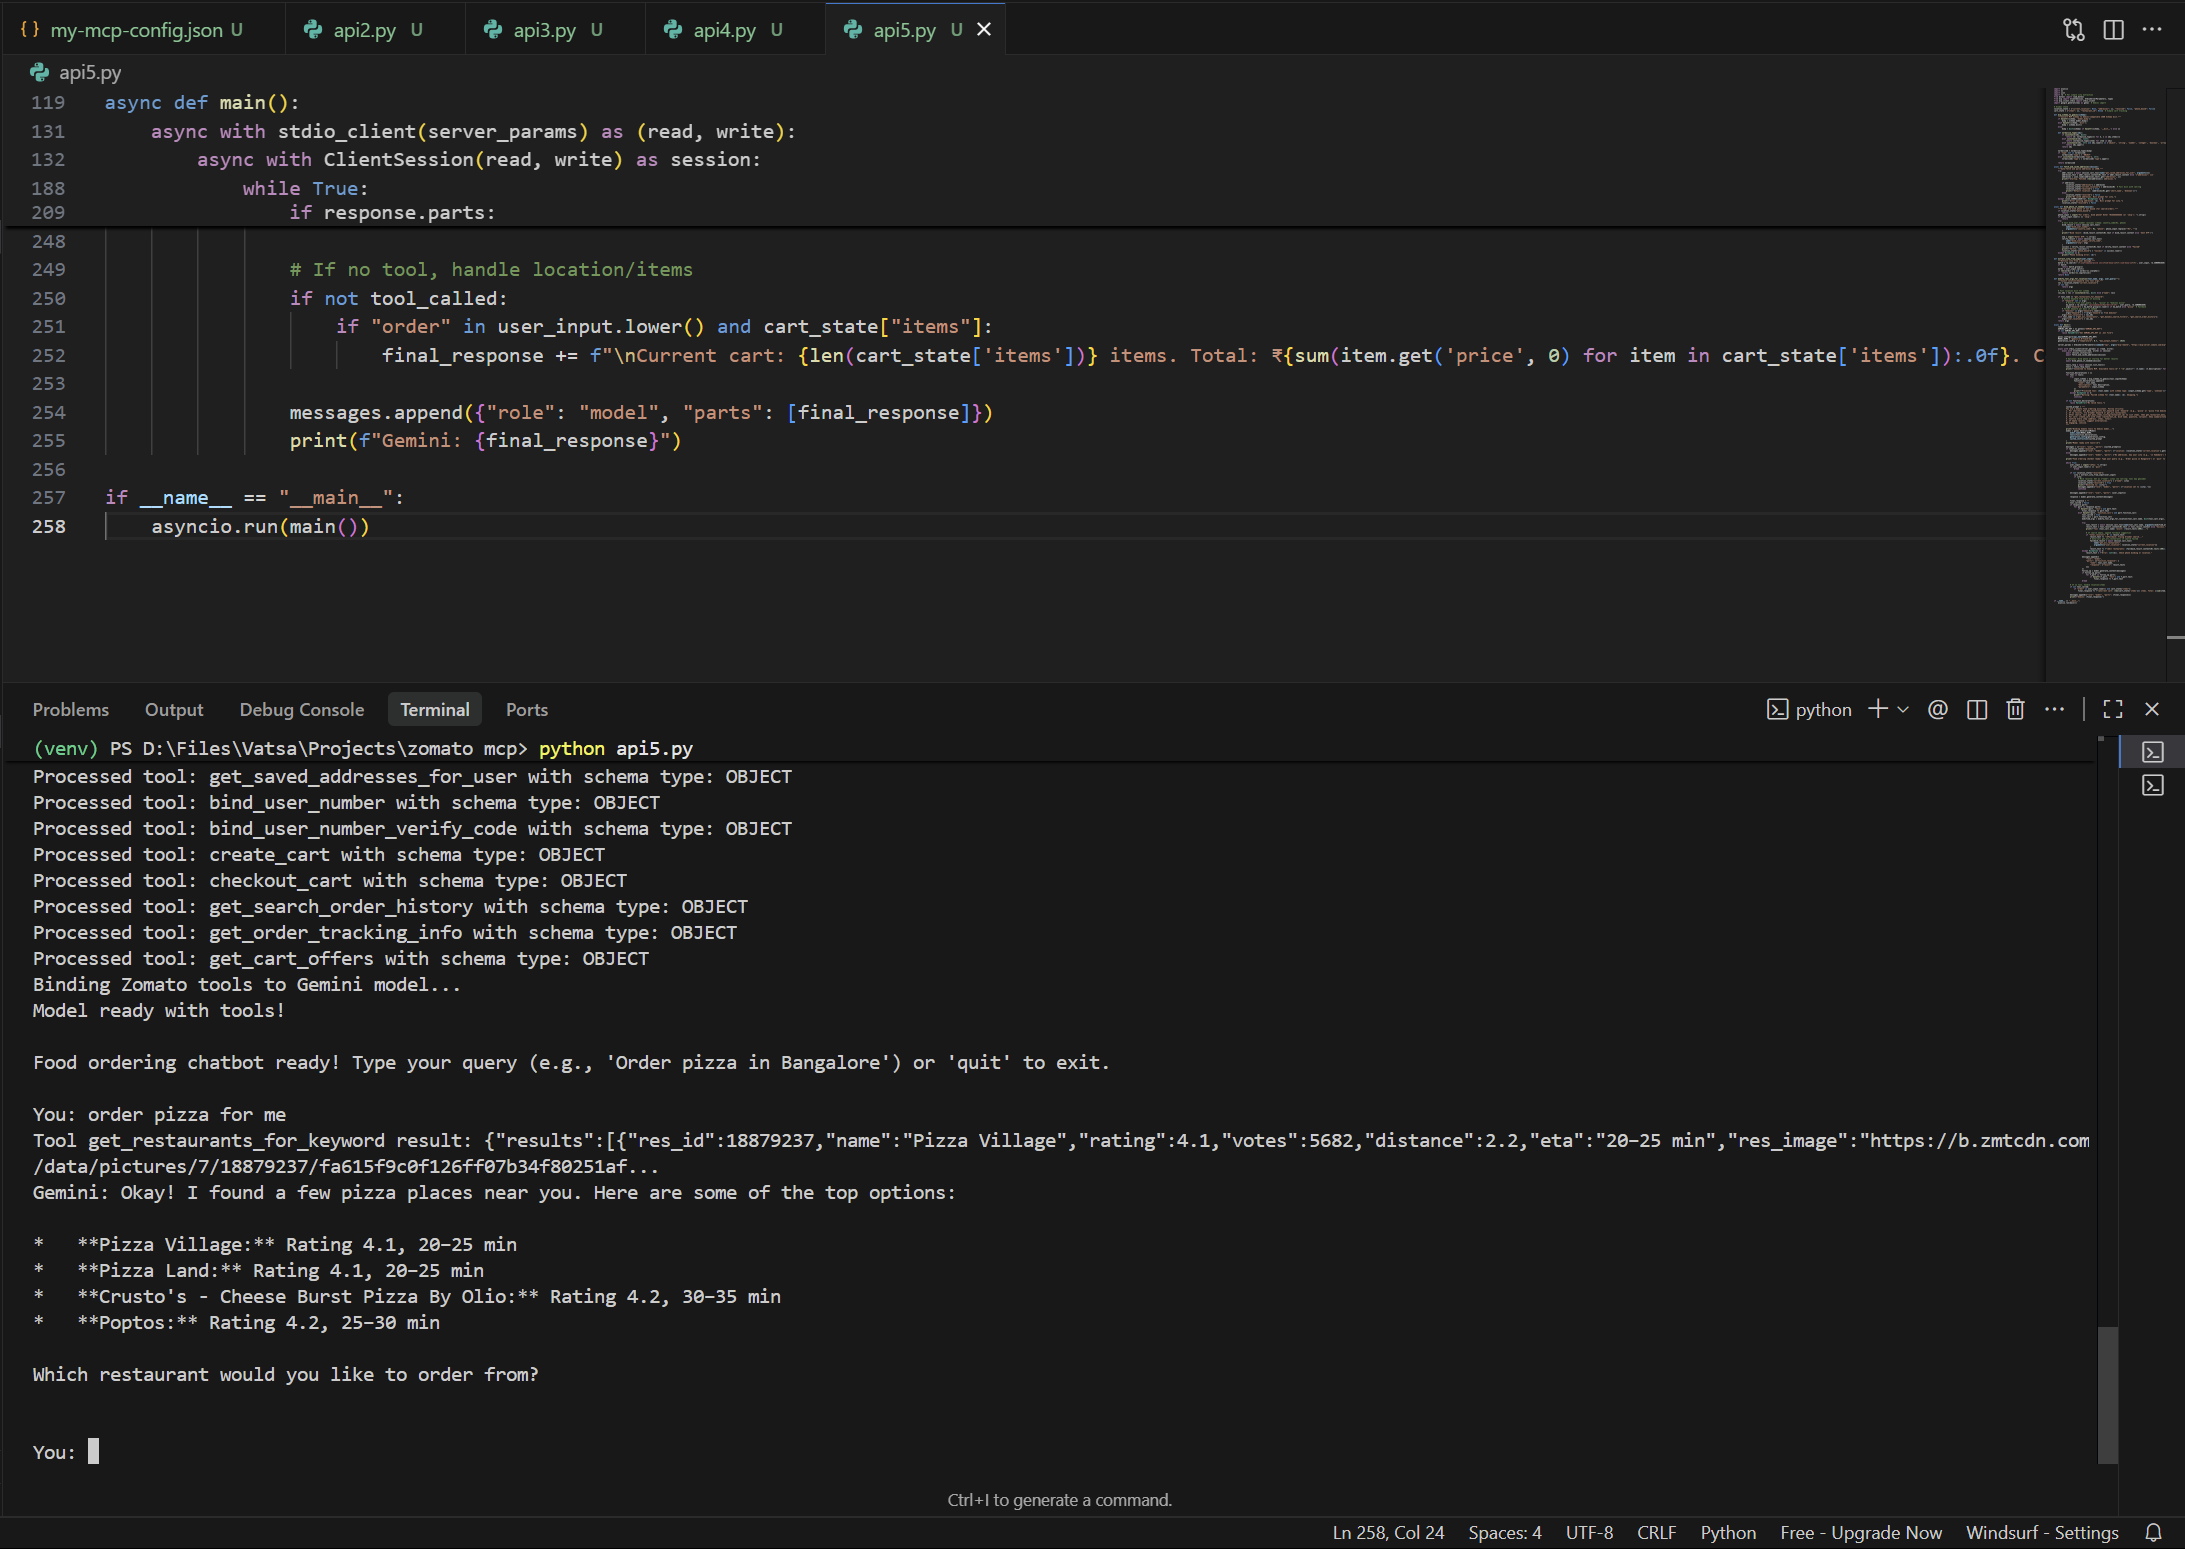 my-mcp-config.json U
api2.py U
api3.py U
api4.py U
api5.py U
api5.py
119 async def main():
131 async with stdio_client(server_params) as (read, write):
132 async with ClientSession(read, write) as session:
188 while True:
209 if response.parts:
248
249 # If no tool, handle location/items
250 if not tool_called:
251 if "order" in user_input.lower() and cart_state["items"]:
252 final_response += f"\nCurrent cart: {len(cart_state['items'])} items. Total: ₹{sum(item.get('price', 0) for item in cart_state['items']):.0f}. C
253
254 messages.append({"role": "model", "parts": [final_response]})
255 print(f"Gemini: {final_response}")
256
257 if __name__ == "__main__":
258 asyncio.run(main())
Problems Output Debug Console Terminal Ports
python
(venv) PS D:\Files\Vatsa\Projects\zomato mcp> python api5.py
Processed tool: get_saved_addresses_for_user with schema type: OBJECT
Processed tool: bind_user_number with schema type: OBJECT
Processed tool: bind_user_number_verify_code with schema type: OBJECT
Processed tool: create_cart with schema type: OBJECT
Processed tool: checkout_cart with schema type: OBJECT
Processed tool: get_search_order_history with schema type: OBJECT
Processed tool: get_order_tracking_info with schema type: OBJECT
Processed tool: get_cart_offers with schema type: OBJECT
Binding Zomato tools to Gemini model...
Model ready with tools!
Food ordering chatbot ready! Type your query (e.g., 'Order pizza in Bangalore') or 'quit' to exit.
You: order pizza for me
Tool get_restaurants_for_keyword result: {"results":[{"res_id":18879237,"name":"Pizza Village","rating":4.1,"votes":5682,"distance":2.2,"eta":"20–25 min","res_image":"https://b.zmtcdn.com
/data/pictures/7/18879237/fa615f9c0f126ff07b34f80251af...
Gemini: Okay! I found a few pizza places near you. Here are some of the top options:
* **Pizza Village:** Rating 4.1, 20–25 min
* **Pizza Land:** Rating 4.1, 20–25 min
* **Crusto's - Cheese Burst Pizza By Olio:** Rating 4.2, 30–35 min
* **Poptos:** Rating 4.2, 25–30 min
Which restaurant would you like to order from?
You:
Ctrl+I to generate a command.
Ln 258, Col 24 Spaces: 4 UTF-8 CRLF Python Free - Upgrade Now Windsurf - Settings